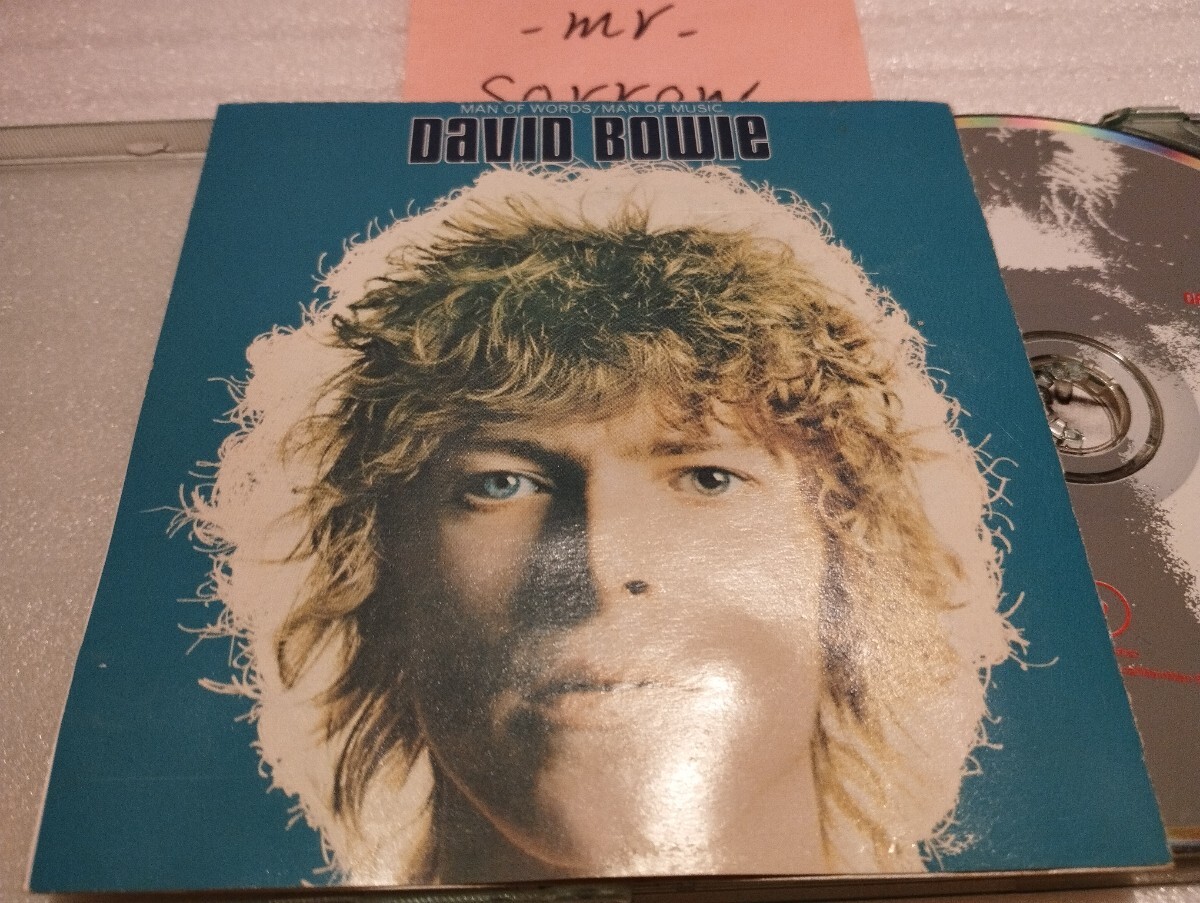 -mr-
Sorrow
MAN OF WORDS/MAN OF MUSIC
DAVID BOWIE